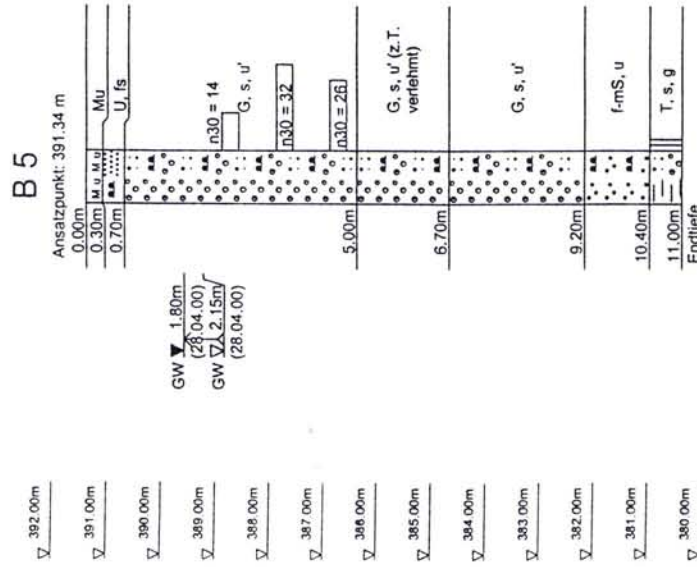 B 5
Ansatzpunkt: 391.34 m
0.00m
0.30m
Mu
Mu Mu
0.70m
U, fs
n30 = 14
G, s, u'
n30 = 32
n30 = 26
5.00m
G, s, u' (z.T.
verlehmt)
6.70m
G, s, u'
9.20m
f-mS, u
10.40m
T, s, g
11.00m
Endtiefe
GW 1.80m
(28.04.00)
GW 2.15m
(28.04.00)
392.00m
391.00m
390.00m
389.00m
388.00m
387.00m
386.00m
385.00m
384.00m
383.00m
382.00m
381.00m
380.00m